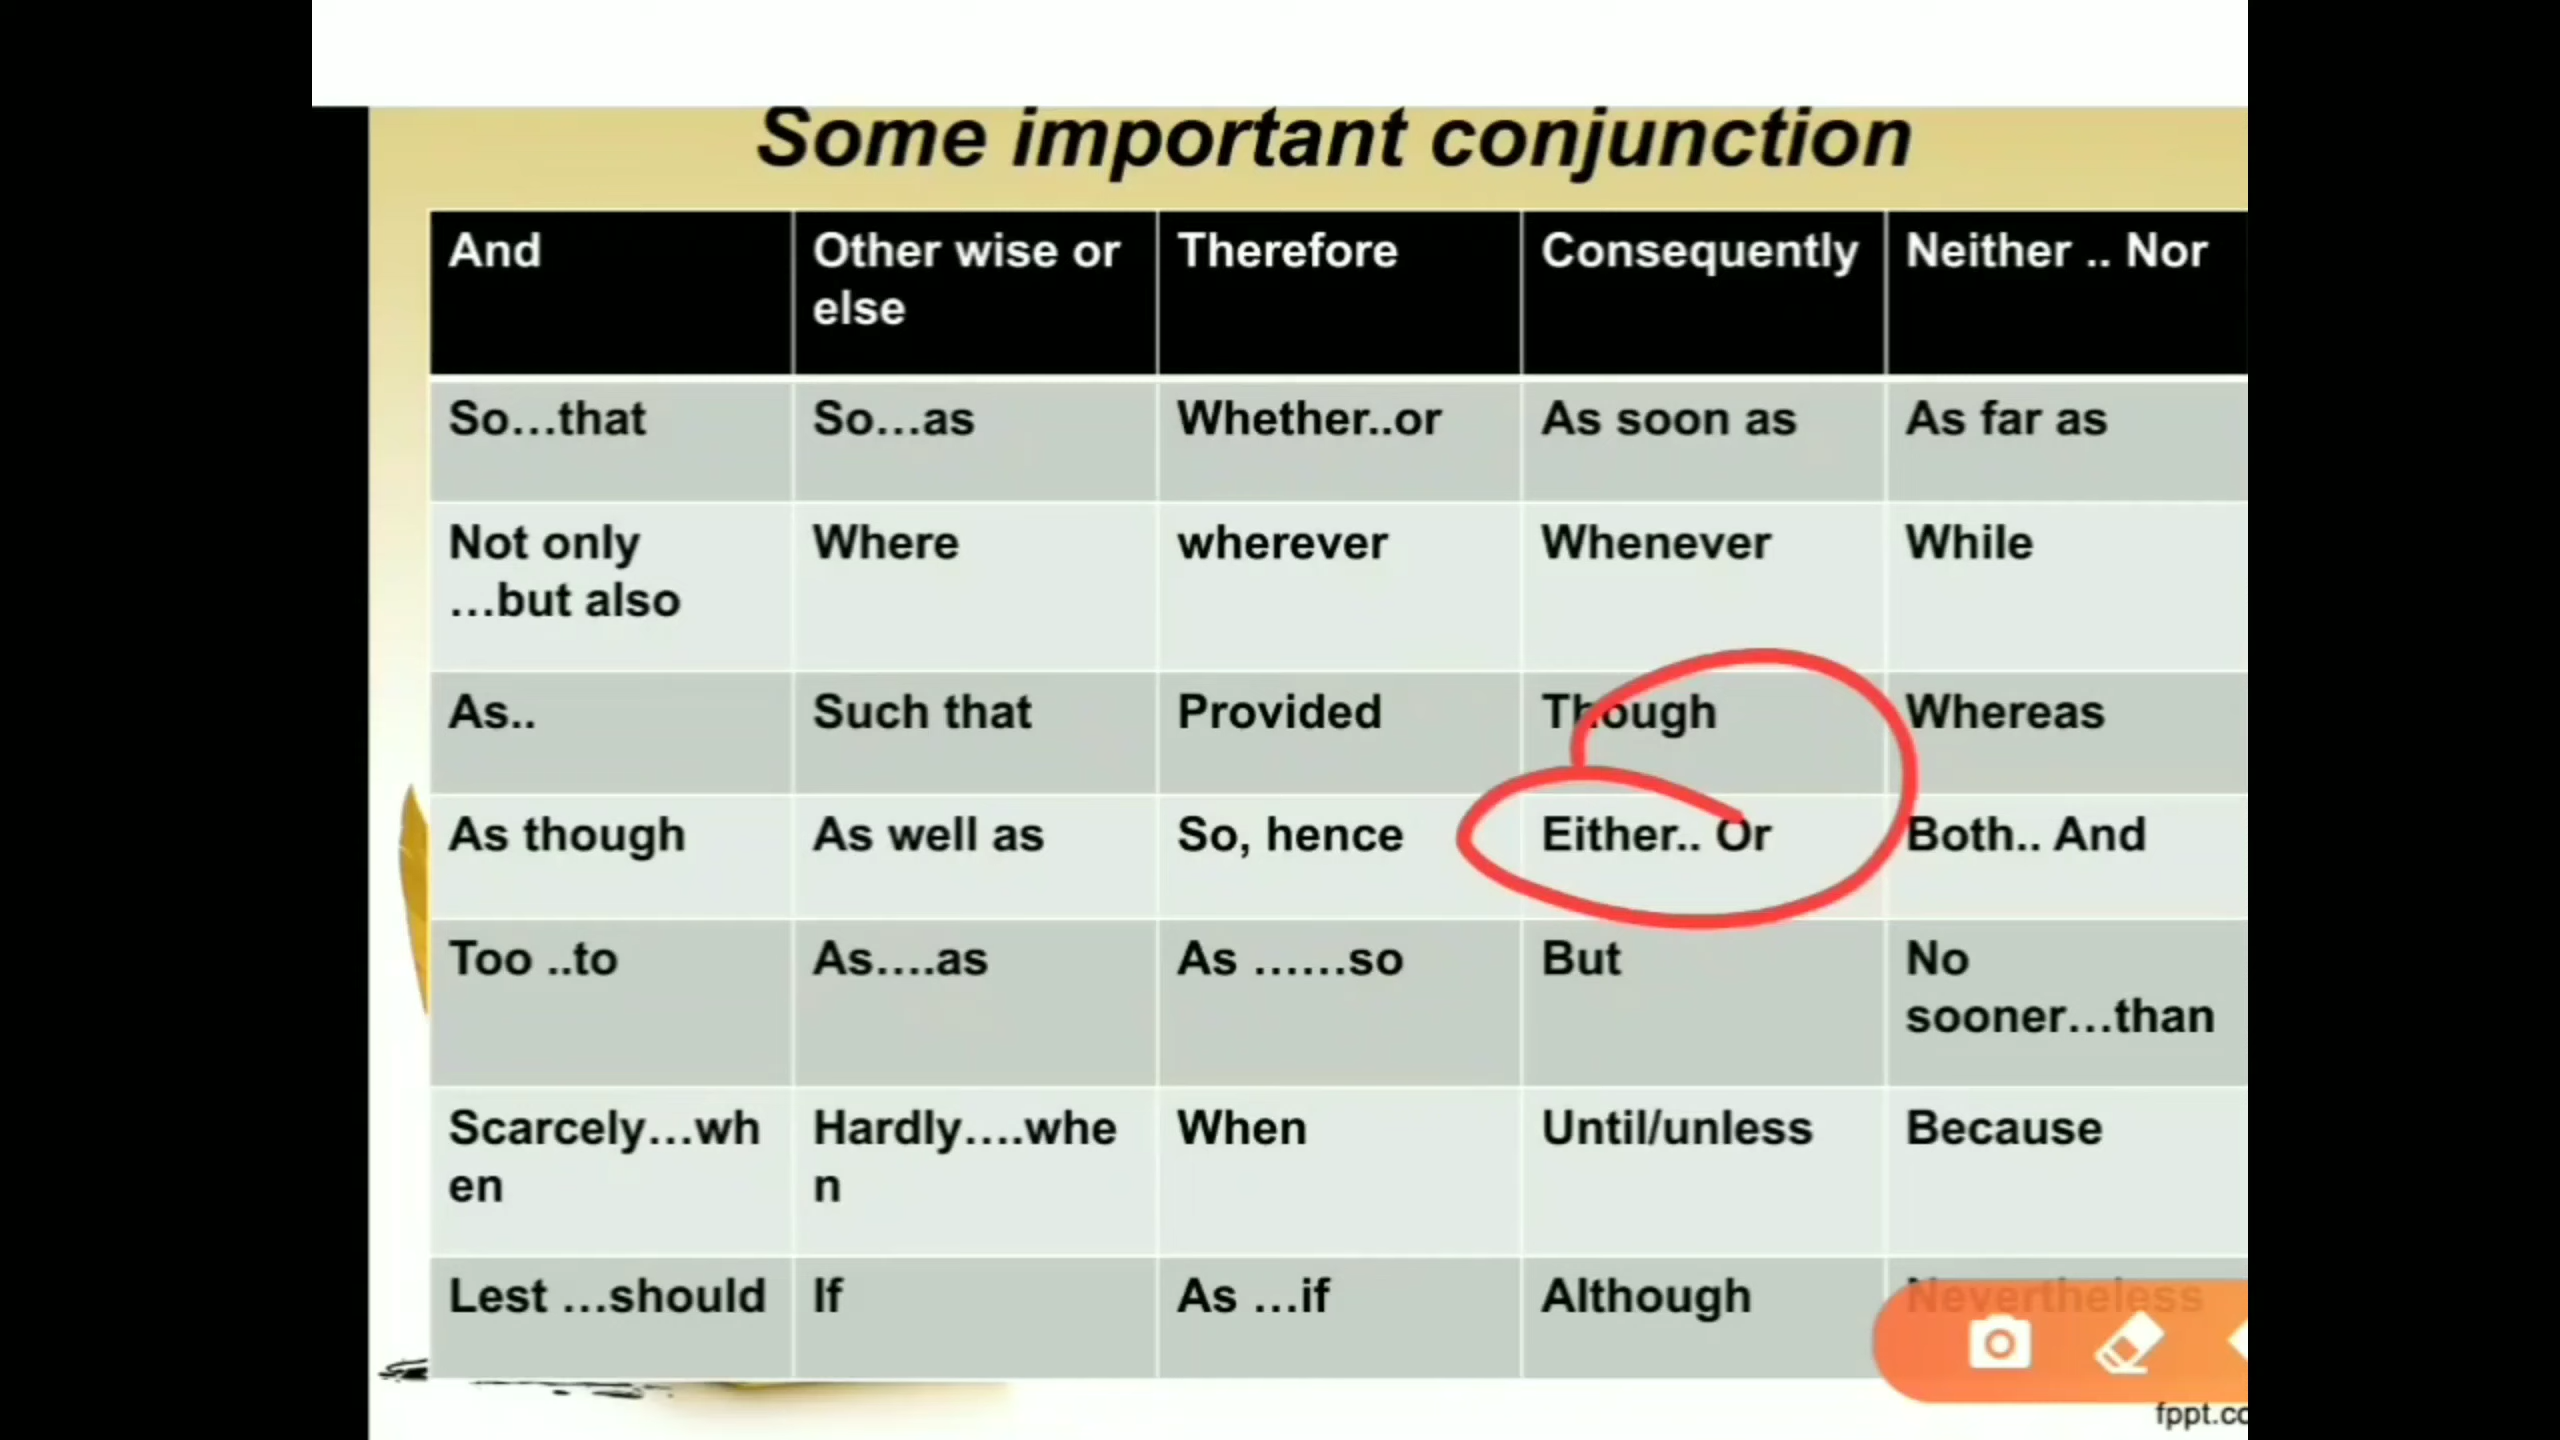 Some important conjunction
And
Other wise or
else
Therefore
Consequently
Neither .. Nor
So...that
So...as
Whether..or
As soon as
As far as
Not only
...but also
Where
wherever
Whenever
While
As..
Such that
Provided
Though
Whereas
As though
As well as
So, hence
Either.. Or
Both.. And
Too ..to
As....as
As ......so
But
No
sooner...than
Scarcely...wh
en
Hardly....whe
n
When
Until/unless
Because
Lest ...should
If
As ...if
Although
Nevertheless